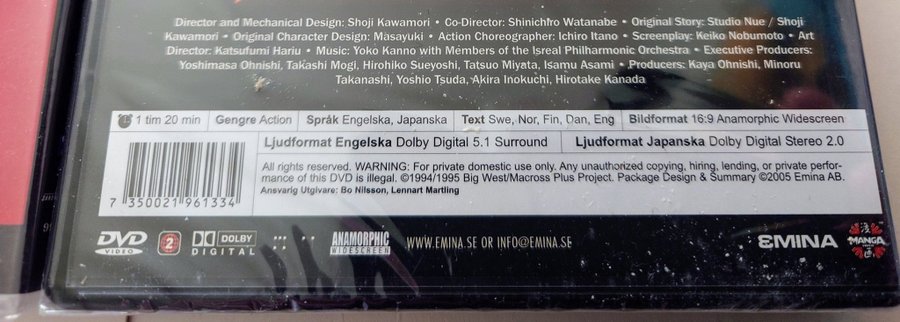 Director and Mechanical Design: Shoji Kawamori • Co-Director: Shinichro Watanabe • Original Story: Studio Nue / Shoji
Kawamori • Original Character Design: Masayuki • Action Choreographer: Ichiro Itano • Screenplay: Keiko Nobumoto • Art
Director: Katsufumi Hariu • Music: Yoko Kanno with Members of the Isreal Philharmonic Orchestra • Executive Producers:
Yoshimasa Ohnishi, Takashi Mogi, Hirohiko Sueyoshi, Tatsuo Miyata, Isamu Asami • Producers: Kaya Ohnishi, Minoru
Takanashi, Yoshio Tsuda, Akira Inokuchi, Hirotake Kanada
1 tim 20 min Gengre Action Språk Engelska, Japanska Text Swe, Nor, Fin, Dan, Eng Bildformat 16:9 Anamorphic Widescreen
Ljudformat Engelska Dolby Digital 5.1 Surround Ljudformat Japanska Dolby Digital Stereo 2.0
All rights reserved. WARNING: For private domestic use only. Any unauthorized copying, hiring, lending, or private perfor-
mance of this DVD is illegal. ©1994/1995 Big West/Macross Plus Project. Package Design & Summary ©2005 Emina AB.
Ansvarig Utgivare: Bo Nilsson, Lennart Martling
7 350021 961334
DVD VIDEO 2 DOLBY DIGITAL ANAMORPHIC WIDESCREEN WWW.EMINA.SE OR INFO@EMINA.SE EMINA MANGA